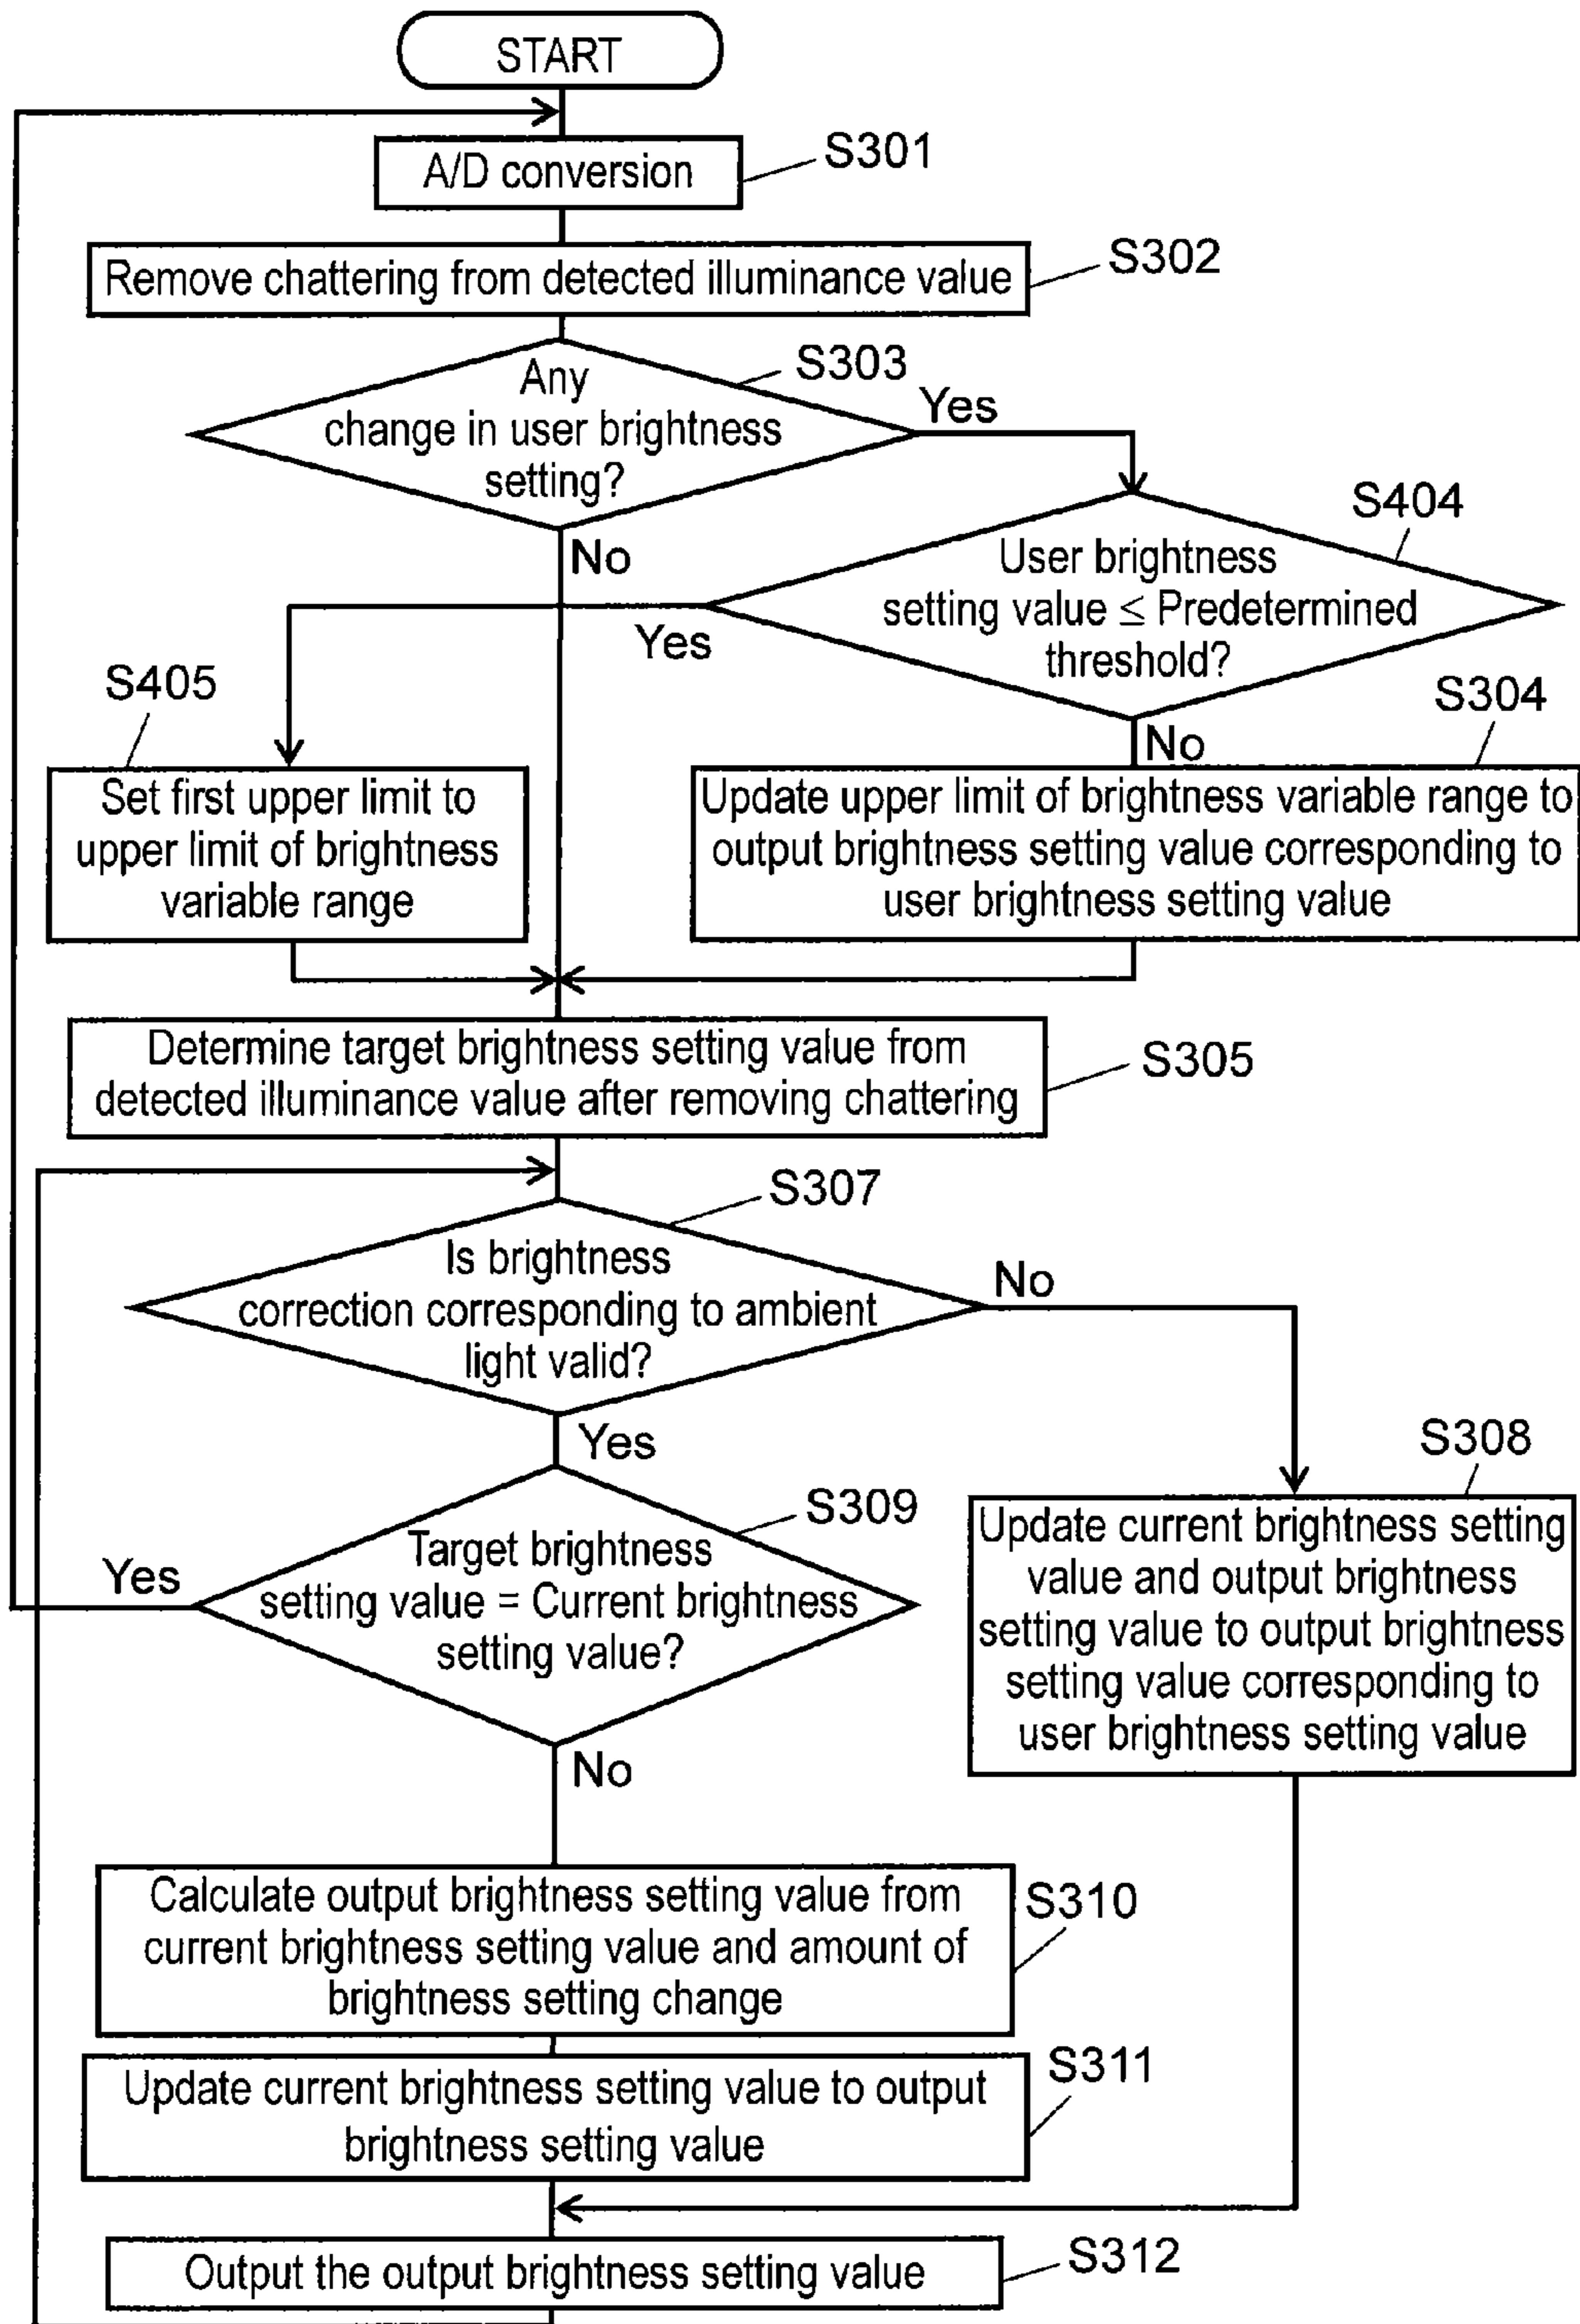 START
A/D conversion
S301
Remove chattering from detected illuminance value
S302
Any
change in user brightness
setting?
S303
Yes
No
User brightness
setting value ≤ Predetermined
threshold?
S404
Yes
No
S405
Set first upper limit to
upper limit of brightness
variable range
S304
Update upper limit of brightness variable range to
output brightness setting value corresponding to
user brightness setting value
Determine target brightness setting value from
detected illuminance value after removing chattering
S305
Is brightness
correction corresponding to ambient
light valid?
S307
No
Yes
S308
Update current brightness setting
value and output brightness
setting value to output brightness
setting value corresponding to
user brightness setting value
Target brightness
setting value = Current brightness
setting value?
S309
Yes
No
Calculate output brightness setting value from
current brightness setting value and amount of
brightness setting change
S310
Update current brightness setting value to output
brightness setting value
S311
Output the output brightness setting value
S312